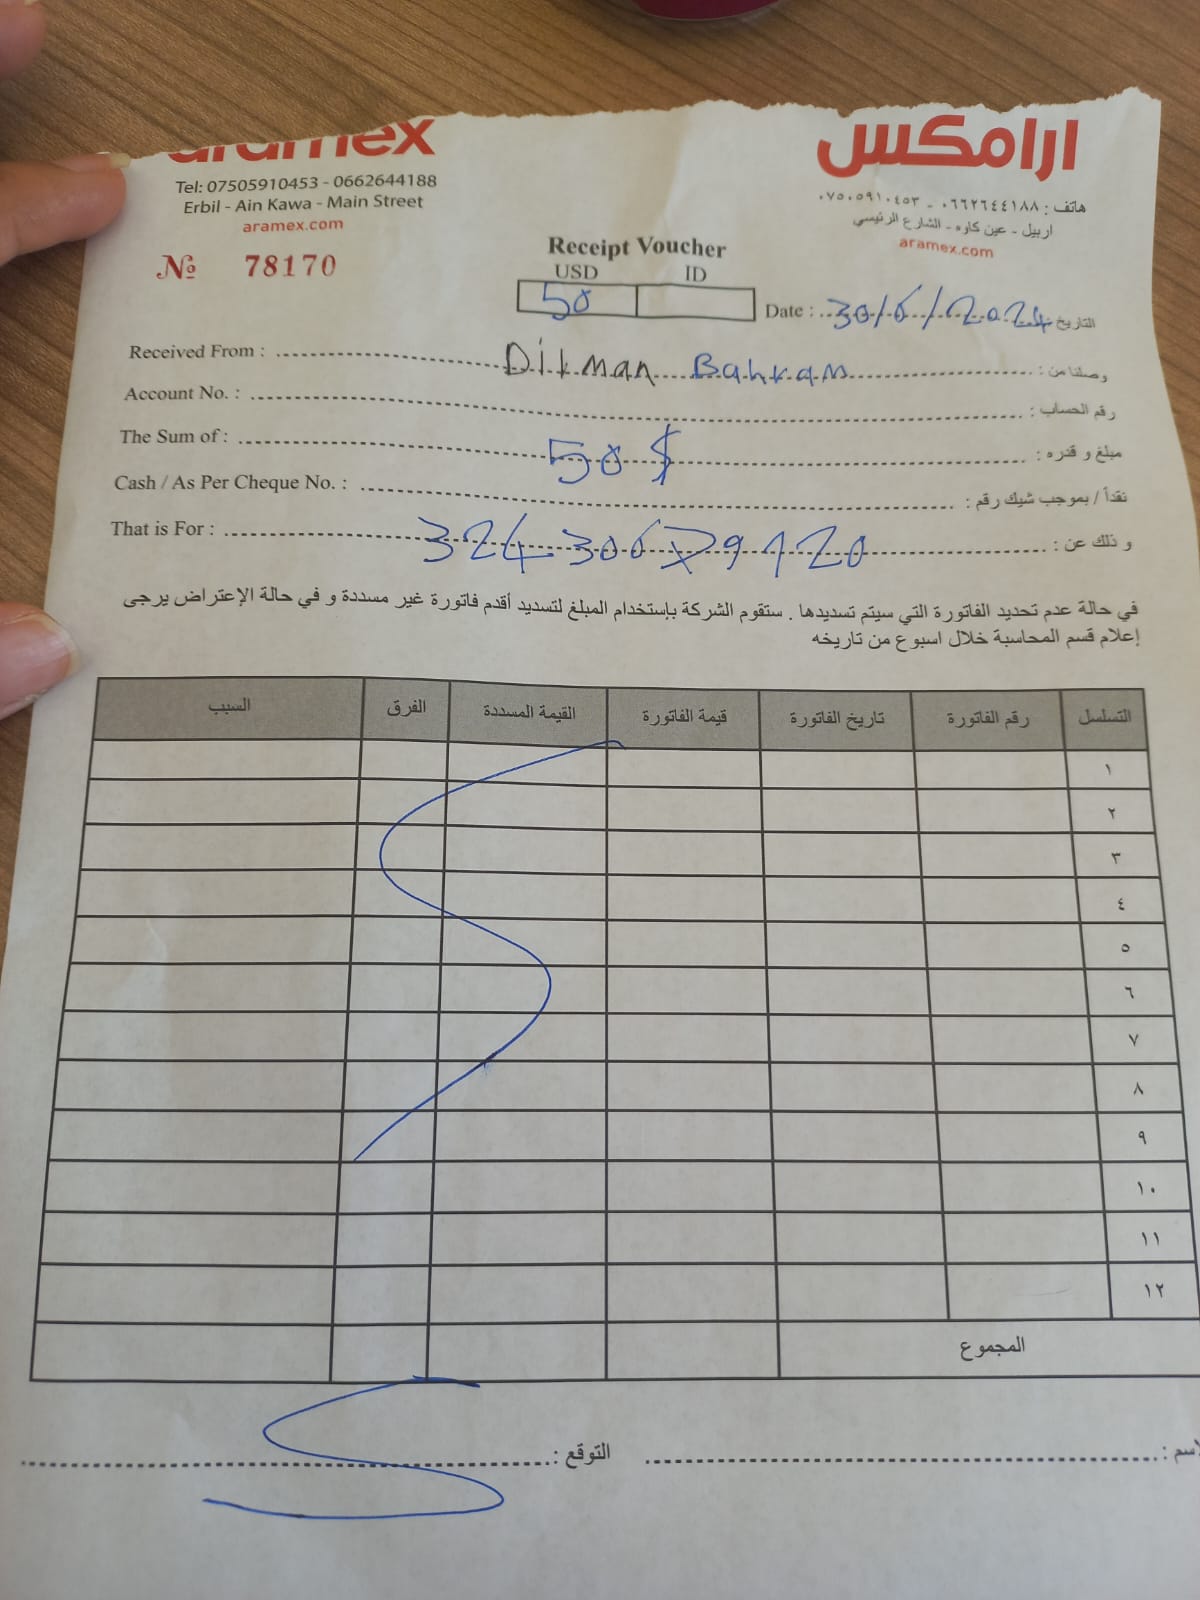 aramex
ارامكس
Tel: 07505910453 - 0662644188
هاتف : ٠٦٦٢٦٤٤١٨٨ - ٠٧٥٠٥٩١٠٤٥٣
Erbil - Ain Kawa - Main Street
اربيل - عين كاوه - الشارع الرئيسي
aramex.com
aramex.com
№ 78170
Receipt Voucher
USD ID
50
Date : 30/6/2024 التاريخ
Received From : Dilman Bahram وصلنا من :
Account No. : رقم الحساب :
The Sum of : 50 $ مبلغ و قدره :
Cash / As Per Cheque No. : نقداً / بموجب شيك رقم :
That is For : 32430679120 و ذلك عن :
في حالة عدم تحديد الفاتورة التي سيتم تسديدها . ستقوم الشركة بإستخدام المبلغ لتسديد أقدم فاتورة غير مسددة و في حالة الإعتراض يرجى
إعلام قسم المحاسبة خلال اسبوع من تاريخه
التسلسل رقم الفاتورة تاريخ الفاتورة قيمة الفاتورة القيمة المسددة الفرق السبب
١
٢
٣
٤
٥
٦
٧
٨
٩
١٠
١١
١٢
المجموع
لاسم : التوقع :